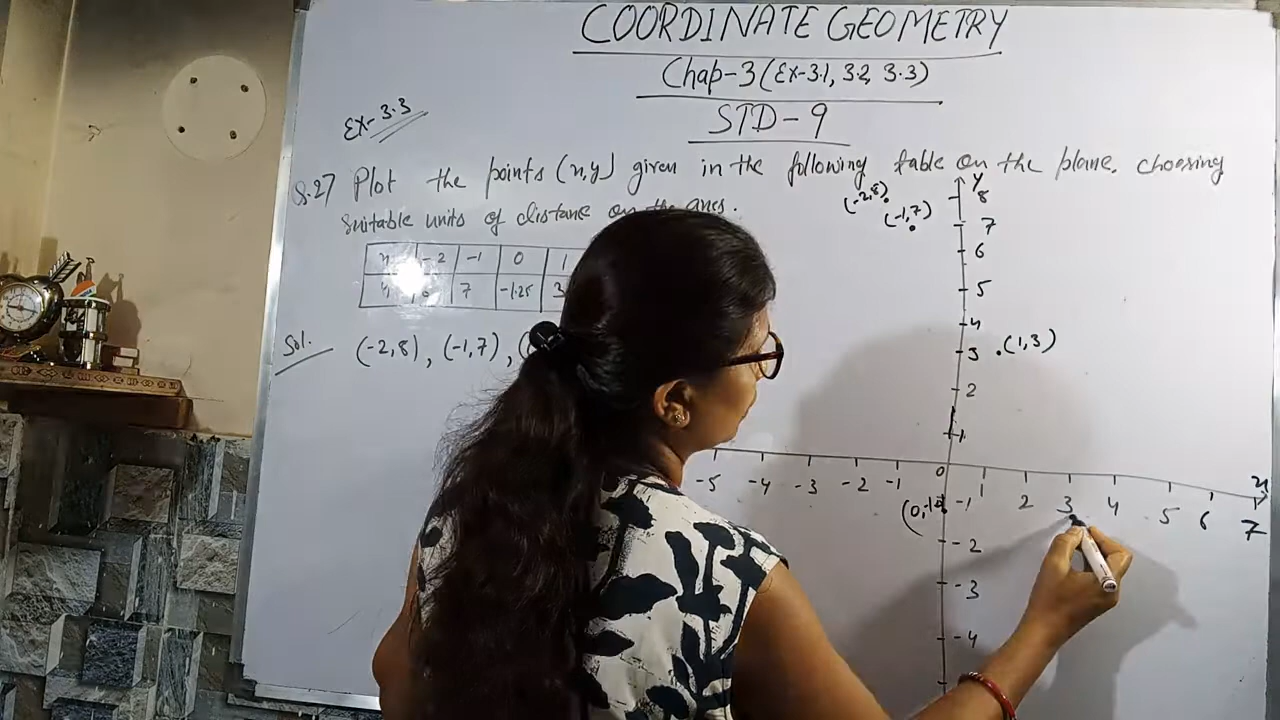 COORDINATE GEOMETRY
Chap-3 (Ex-3.1, 3.2, 3.3)
STD-9
Ex-3.3
Q.27 Plot the points (x,y) given in the following table on the plane, choosing
suitable units of distane on the axes.
x -2 -1 0 1
y 7 -1.25 3
Sol. (-2,8), (-1,7), (
y
(-2,8) 8
(-1,7) 7
6
5
4
3 (1,3)
2
1
x
-5 -4 -3 -2 -1 0 1 2 3 4 5 6 7
-1
-2
-3
-4